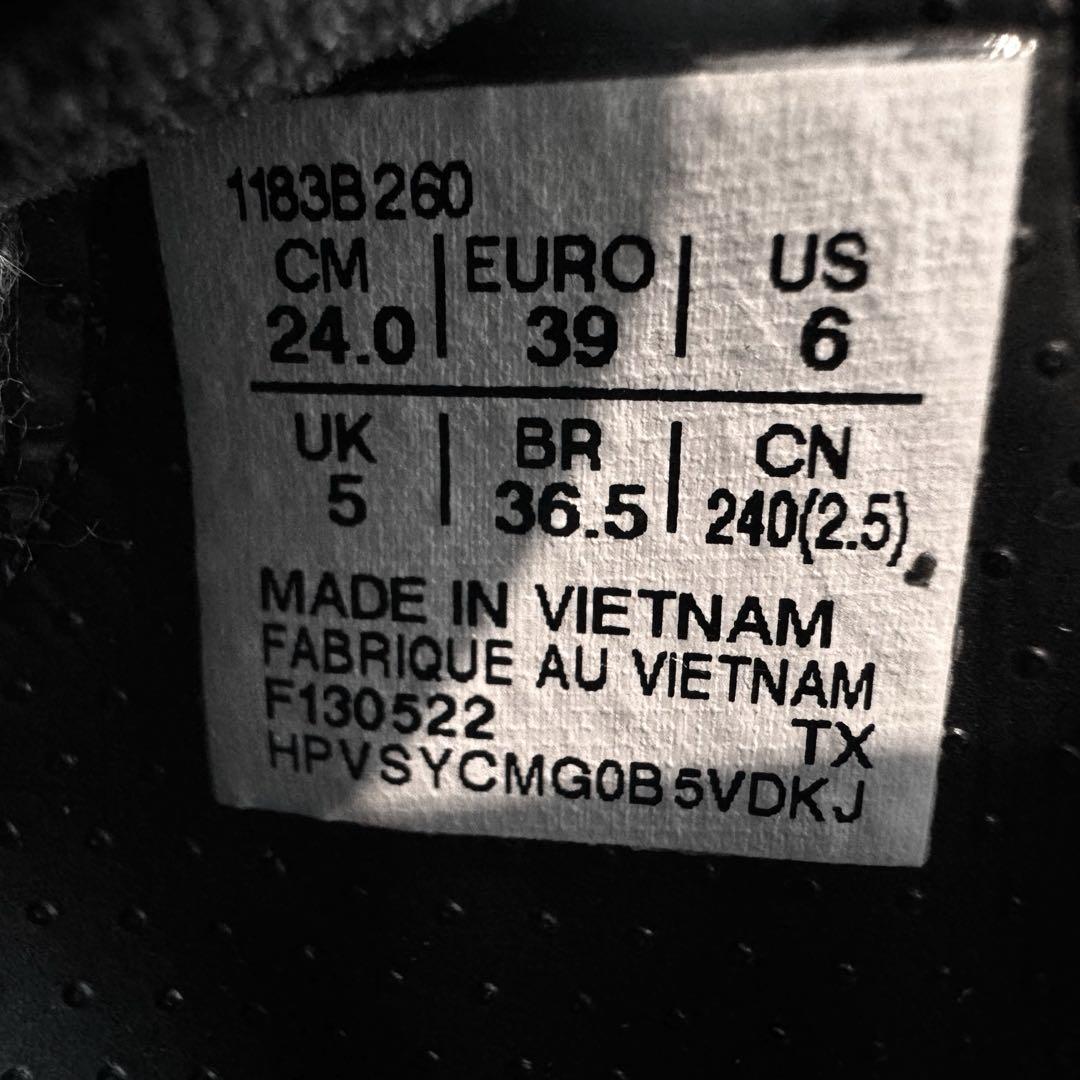 1183B260
CM | EURO | US
24.0 | 39 | 6
UK | BR | CN
5 | 36.5 | 240(2.5)
MADE IN VIETNAM
FABRIQUE AU VIETNAM
F130522 TX
HPVSYCMG0B5VDKJ